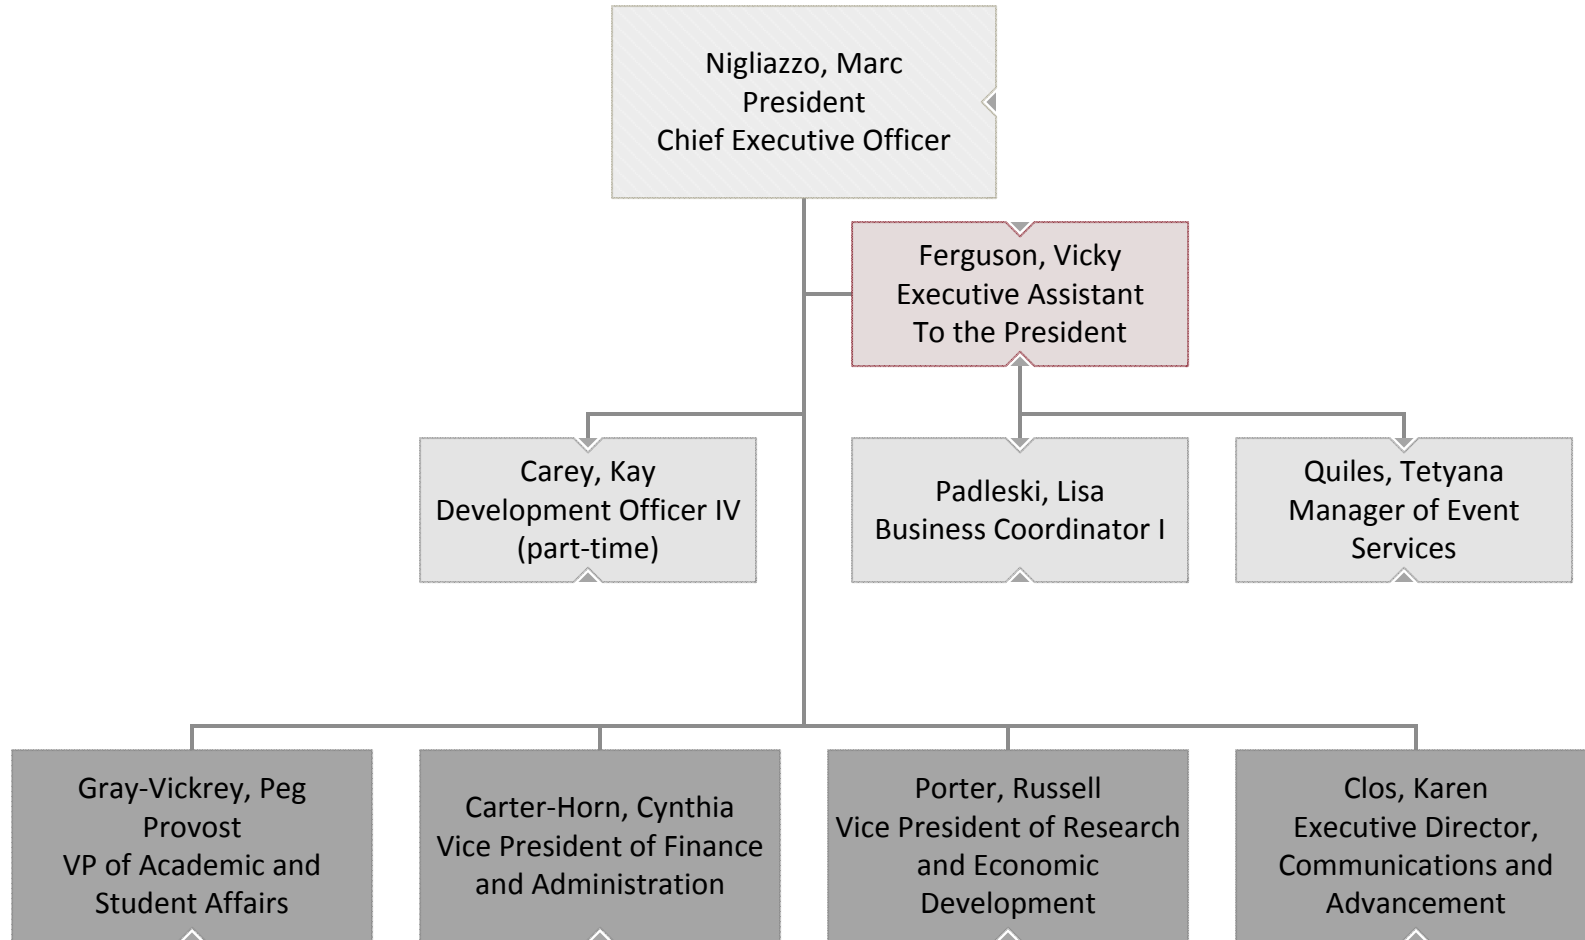 Nigliazzo, Marc
President
Chief Executive Officer
Ferguson, Vicky
Executive Assistant
To the President
Carey, Kay
Development Officer IV
(part-time)
Padleski, Lisa
Business Coordinator I
Quiles, Tetyana
Manager of Event
Services
Gray-Vickrey, Peg
Provost
VP of Academic and
Student Affairs
Carter-Horn, Cynthia
Vice President of Finance
and Administration
Porter, Russell
Vice President of Research
and Economic
Development
Clos, Karen
Executive Director,
Communications and
Advancement